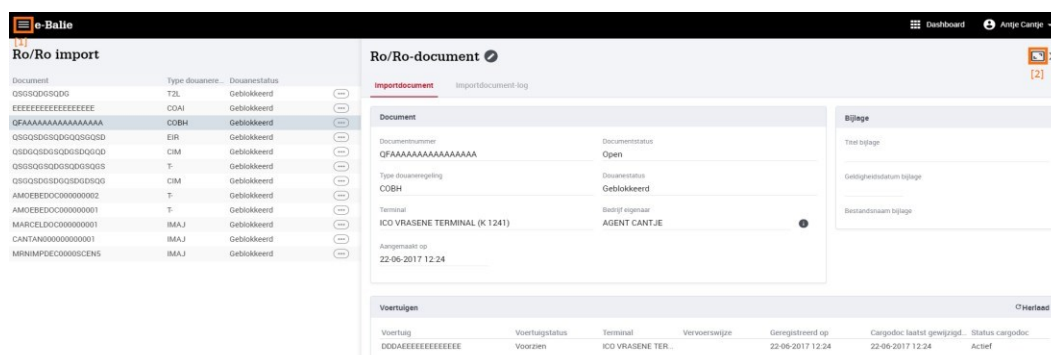 e-Balie Dashboard Antje Cantje
[1]
Ro/Ro import
Document Type douanere... Douanestatus
QSGSQDGSQDG T2L Geblokkeerd
EEEEEEEEEEEEEEEEE COAI Geblokkeerd
QFAAAAAAAAAAAAAAA COBH Geblokkeerd
QSGQSDGSQDGQQSGQSD EIR Geblokkeerd
QSDGQSDGSQDGSDQGQD CIM Geblokkeerd
QSGSQGSQDGSQDGSQGS T- Geblokkeerd
QSGQSDGSDGQSDGDSQG CIM Geblokkeerd
AMOEBEDOC000000002 T- Geblokkeerd
AMOEBEDOC000000001 T- Geblokkeerd
MARCELDOC000000001 IMAJ Geblokkeerd
CANTAN000000000001 IMAJ Geblokkeerd
MRNIMPDEC0000SCEN5 IMAJ Geblokkeerd
Ro/Ro-document
[2]
Importdocument Importdocument-log
Document
Documentnummer Documentstatus
QFAAAAAAAAAAAAAAA Open
Type douaneregeling Douanestatus
COBH Geblokkeerd
Terminal Bedrijf eigenaar
ICO VRASENE TERMINAL (K 1241) AGENT CANTJE
Aangemaakt op
22-06-2017 12:24
Bijlage
Titel bijlage
Geldigheidsdatum bijlage
Bestandsnaam bijlage
Voertuigen Herlaad
Voertuig Voertuigstatus Terminal Vervoerswijze Geregistreerd op Cargodoc laatst gewijzigd... Status cargodoc
DDDAEEEEEEEEEEEEE Voorzien ICO VRASENE TER... 22-06-2017 12:24 22-06-2017 12:24 Actief